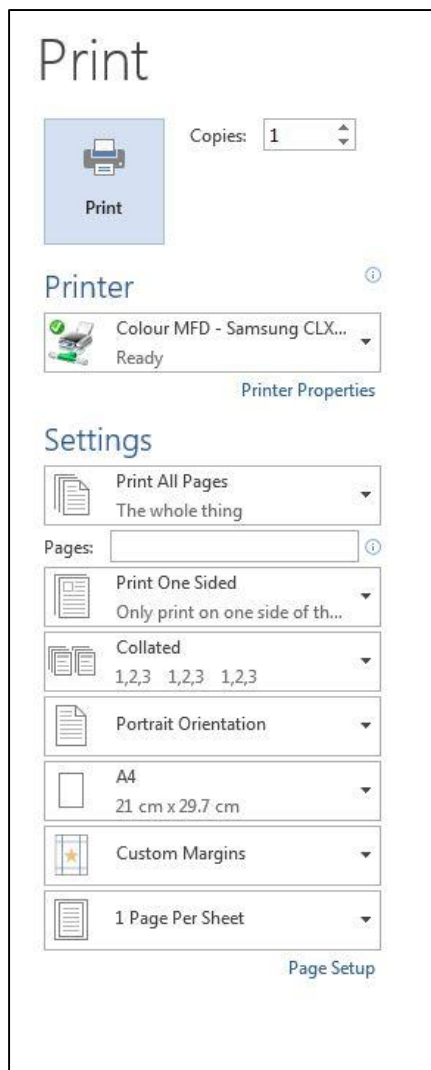 Print
Copies: 1
Print
Printer
Colour MFD - Samsung CLX...
Ready
Printer Properties
Settings
Print All Pages
The whole thing
Pages:
Print One Sided
Only print on one side of th...
Collated
1,2,3 1,2,3 1,2,3
Portrait Orientation
A4
21 cm x 29.7 cm
Custom Margins
1 Page Per Sheet
Page Setup